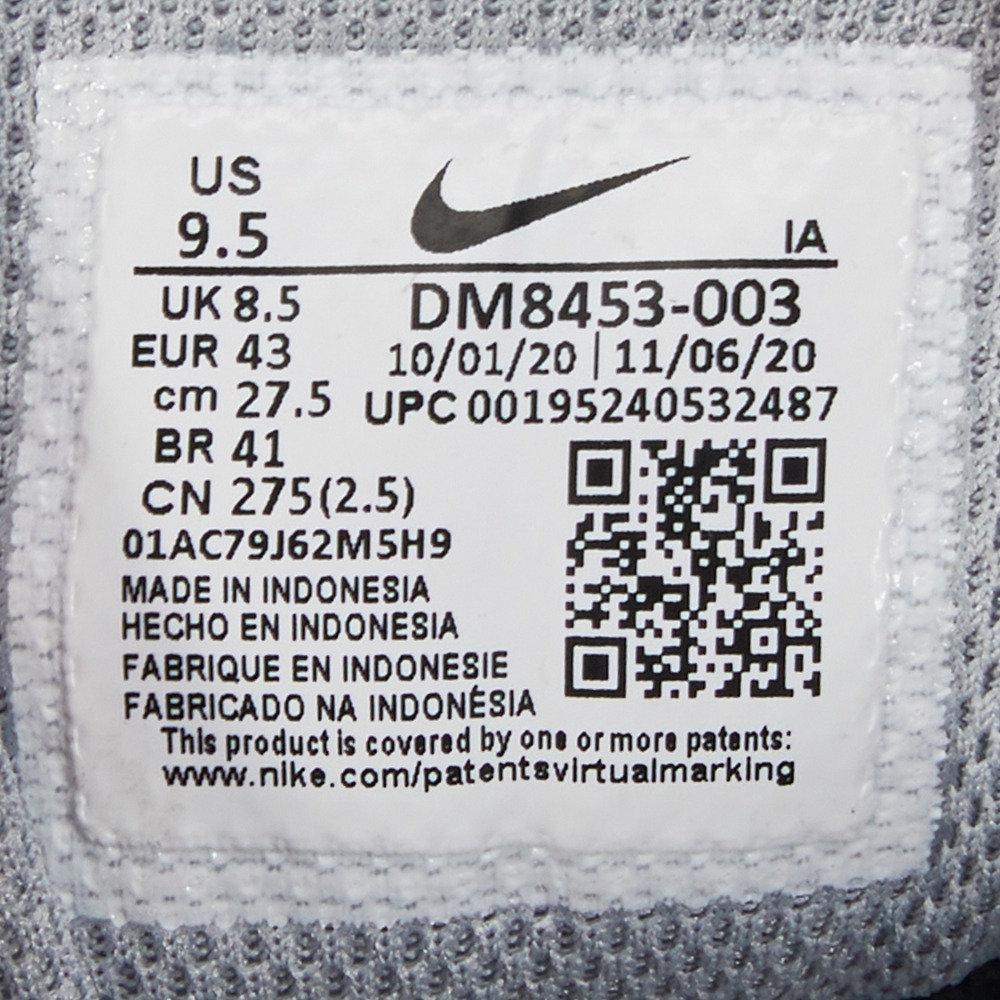 US
9.5
IA
UK 8.5
EUR 43
cm 27.5
BR 41
CN 275(2.5)
DM8453-003
10/01/20 | 11/06/20
UPC 00195240532487
01AC79J62M5H9
MADE IN INDONESIA
HECHO EN INDONESIA
FABRIQUE EN INDONESIE
FABRICADO NA INDONÉSIA
This product is covered by one or more patents:
www.nike.com/patentsvirtualmarking